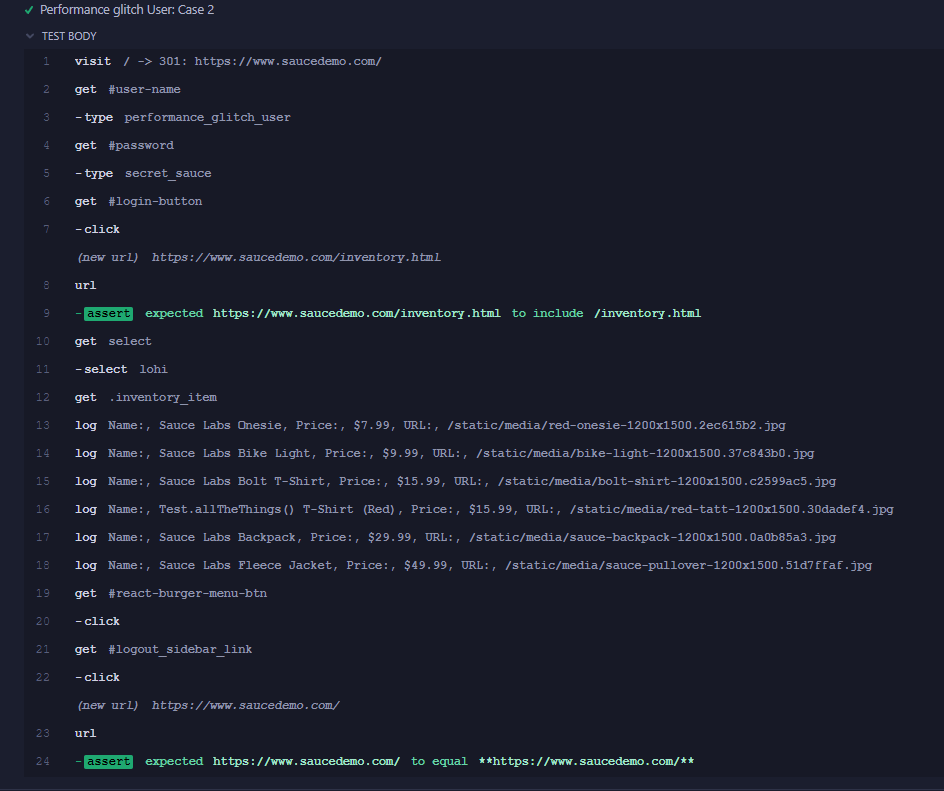 Performance glitch User: Case 2
TEST BODY
1 visit / -> 301: https://www.saucedemo.com/
2 get #user-name
3 -type performance_glitch_user
4 get #password
5 -type secret_sauce
6 get #login-button
7 -click
(new url) https://www.saucedemo.com/inventory.html
8 url
9 -assert expected https://www.saucedemo.com/inventory.html to include /inventory.html
10 get select
11 -select lohi
12 get .inventory_item
13 log Name:, Sauce Labs Onesie, Price:, $7.99, URL:, /static/media/red-onesie-1200x1500.2ec615b2.jpg
14 log Name:, Sauce Labs Bike Light, Price:, $9.99, URL:, /static/media/bike-light-1200x1500.37c843b0.jpg
15 log Name:, Sauce Labs Bolt T-Shirt, Price:, $15.99, URL:, /static/media/bolt-shirt-1200x1500.c2599ac5.jpg
16 log Name:, Test.allTheThings() T-Shirt (Red), Price:, $15.99, URL:, /static/media/red-tatt-1200x1500.30dadef4.jpg
17 log Name:, Sauce Labs Backpack, Price:, $29.99, URL:, /static/media/sauce-backpack-1200x1500.0a0b85a3.jpg
18 log Name:, Sauce Labs Fleece Jacket, Price:, $49.99, URL:, /static/media/sauce-pullover-1200x1500.51d7ffaf.jpg
19 get #react-burger-menu-btn
20 -click
21 get #logout_sidebar_link
22 -click
(new url) https://www.saucedemo.com/
23 url
24 -assert expected https://www.saucedemo.com/ to equal **https://www.saucedemo.com/**